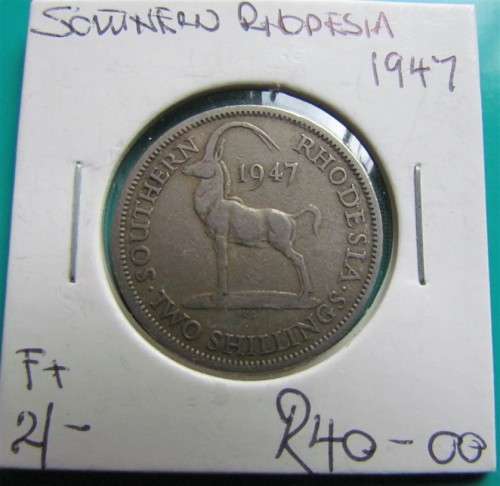 SOUTHERN RHODESIA
1947
SOUTHERN RHODESIA
1947
· TWO SHILLINGS ·
F+
2/-
R40-00